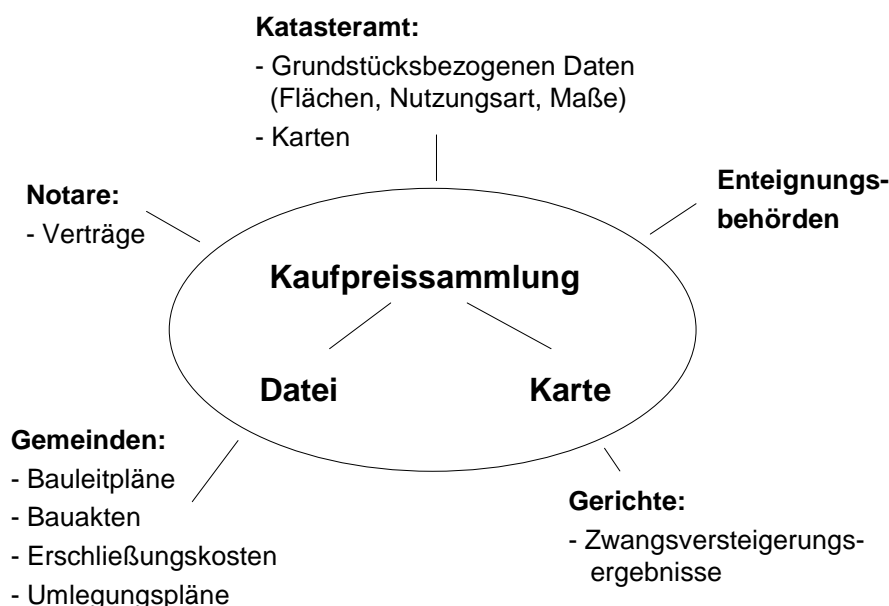 Katasteramt:
- Grundstücksbezogenen Daten
(Flächen, Nutzungsart, Maße)
- Karten
Notare:
- Verträge
Enteignungs-
behörden
Kaufpreissammlung
Datei
Karte
Gemeinden:
- Bauleitpläne
- Bauakten
- Erschließungskosten
- Umlegungspläne
Gerichte:
- Zwangsversteigerungs-
ergebnisse